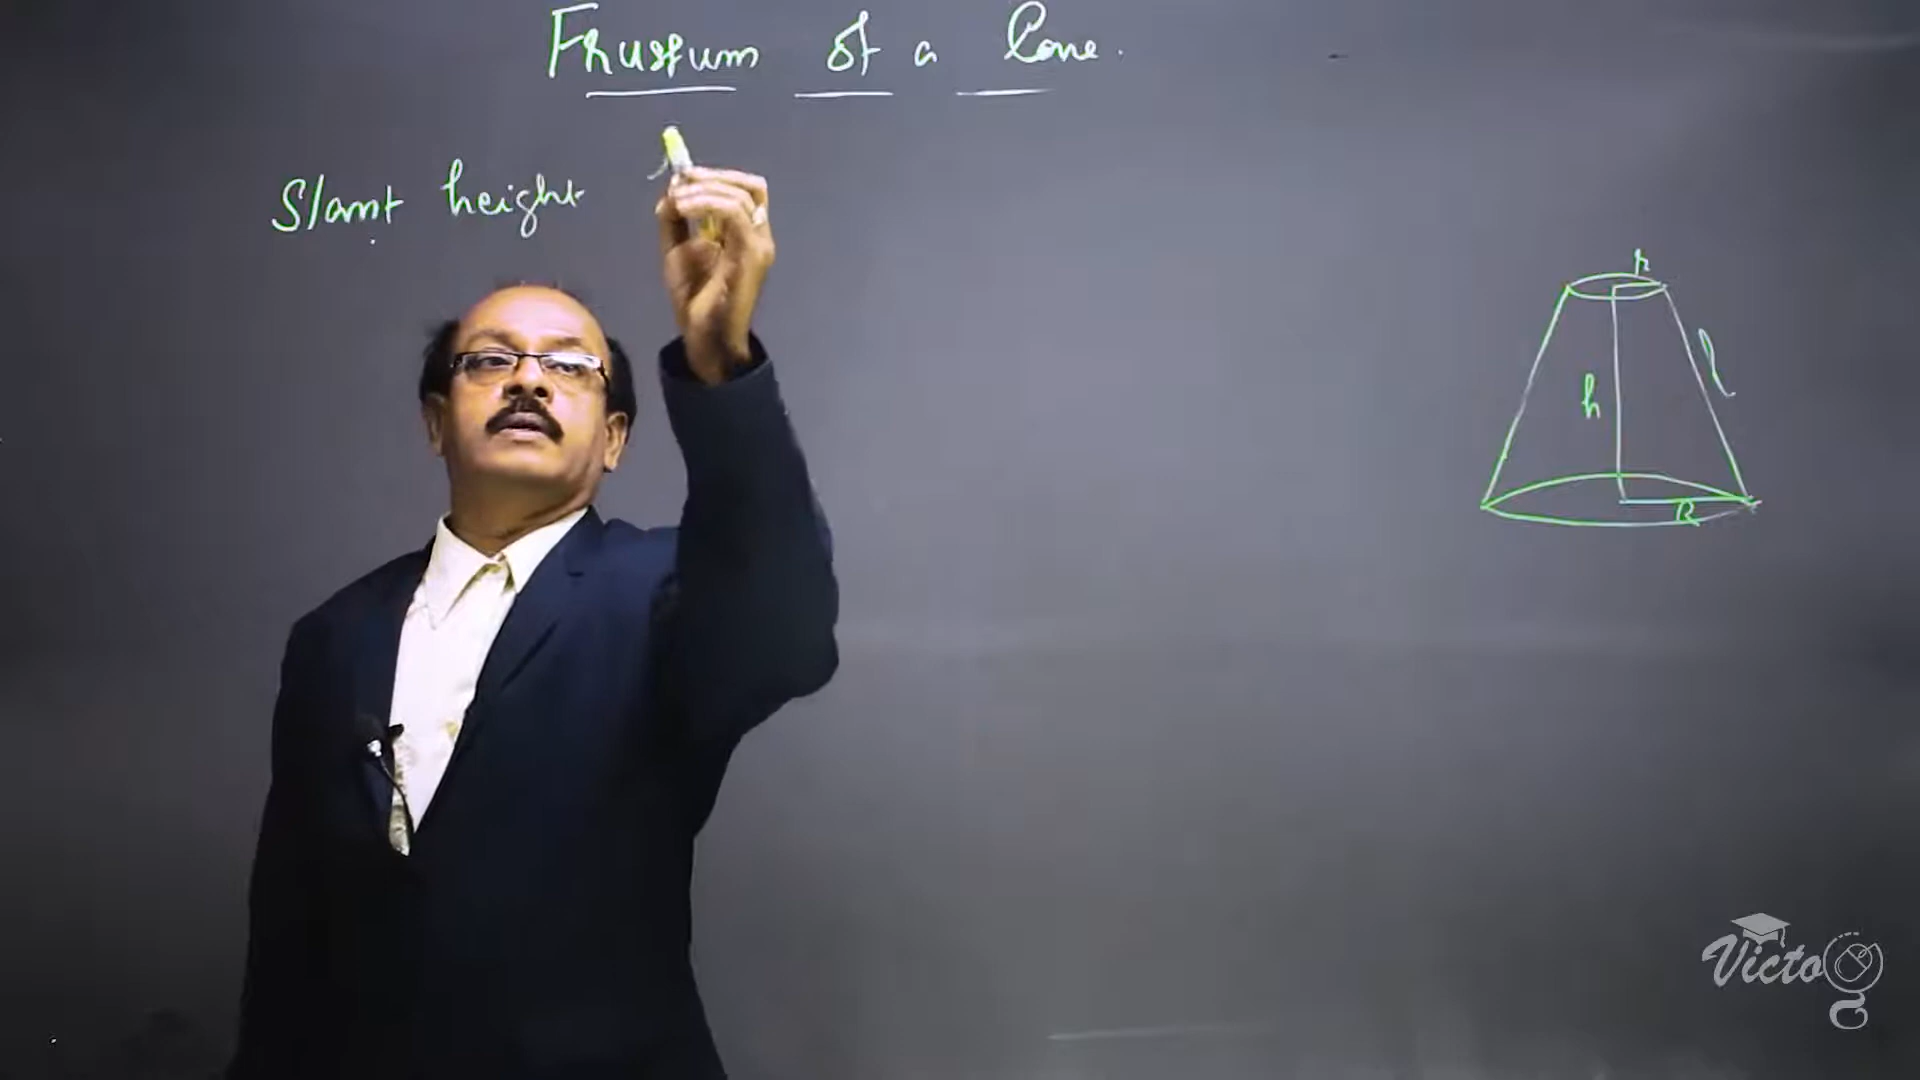 Frustum of a Cone.
Slant height
r
l
h
R
Victo